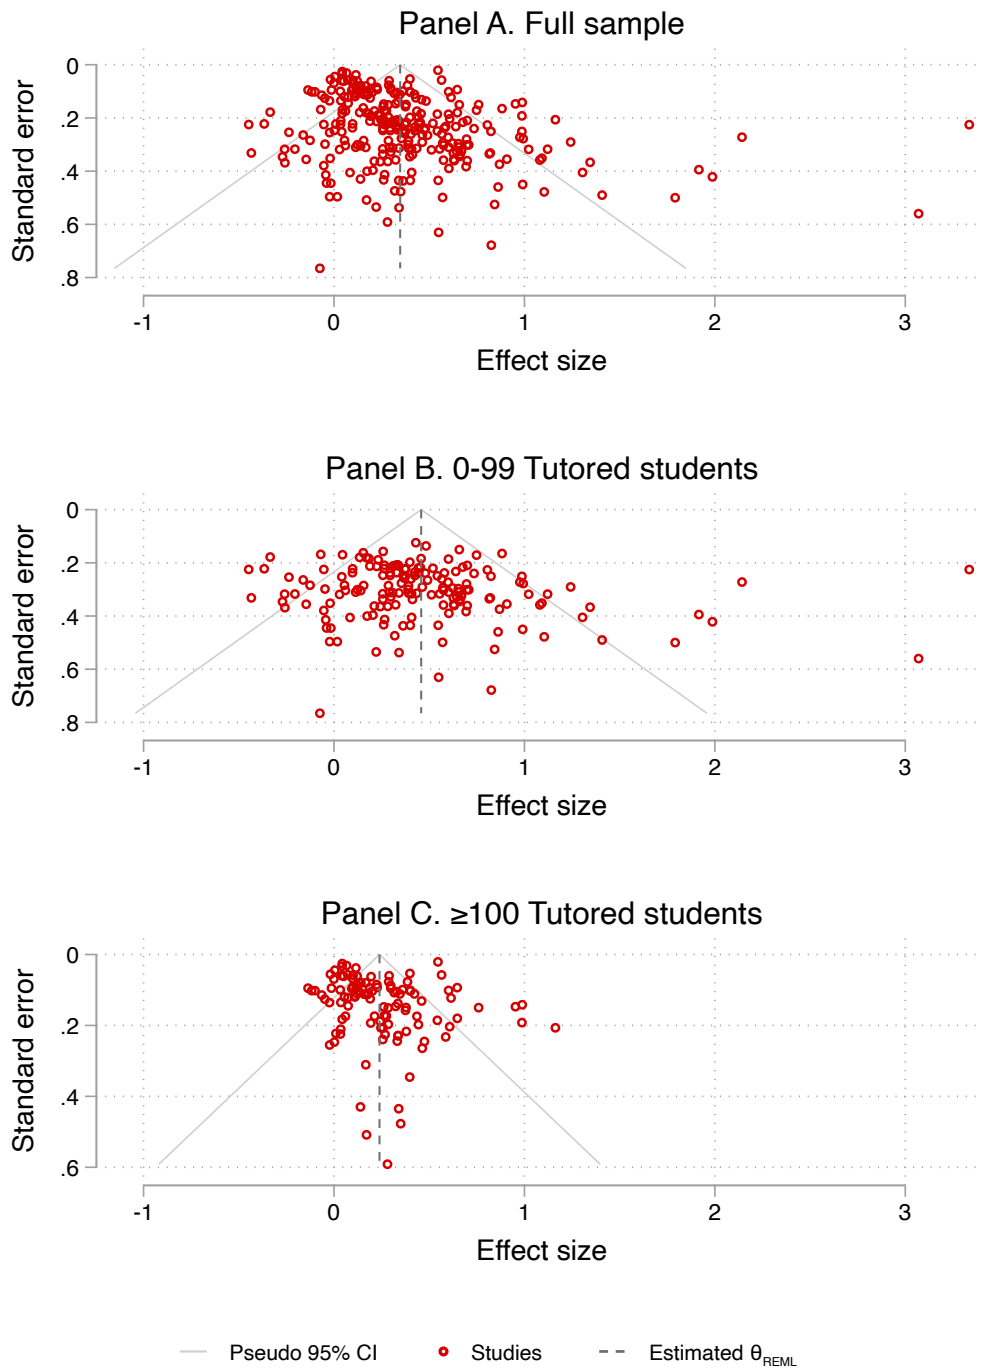 Panel A. Full sample
Standard error
0
.2
.4
.6
.8
-1 0 1 2 3
Effect size
Panel B. 0-99 Tutored students
Standard error
0
.2
.4
.6
.8
-1 0 1 2 3
Effect size
Panel C. ≥100 Tutored students
Standard error
0
.2
.4
.6
-1 0 1 2 3
Effect size
Pseudo 95% CI Studies Estimated θREML